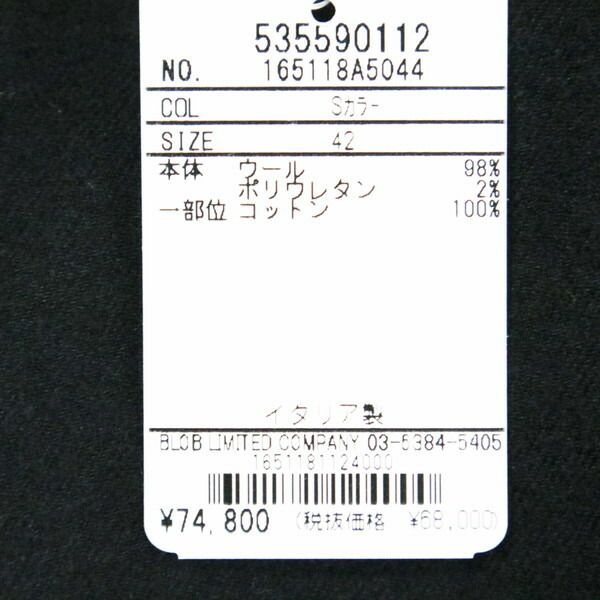 535590112
NO. 165118A5044
COL Sカラー
SIZE 42
本体 ウール 98%
ポリウレタン 2%
一部位 コットン 100%
イタリア製
BLOB LIMITED COMPANY 03-5384-5405
1651181124000
¥74,800 (税抜価格 ¥68,000)